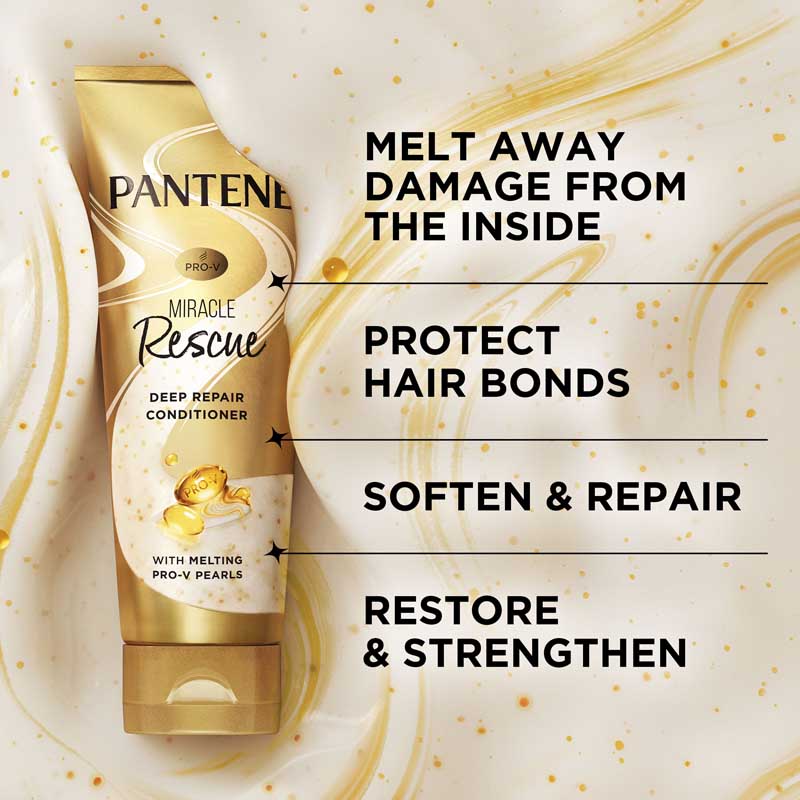 PANTENE
PRO-V
MIRACLE
Rescue
DEEP REPAIR
CONDITIONER
PRO-V
WITH MELTING
PRO-V PEARLS
MELT AWAY
DAMAGE FROM
THE INSIDE
PROTECT
HAIR BONDS
SOFTEN & REPAIR
RESTORE
& STRENGTHEN